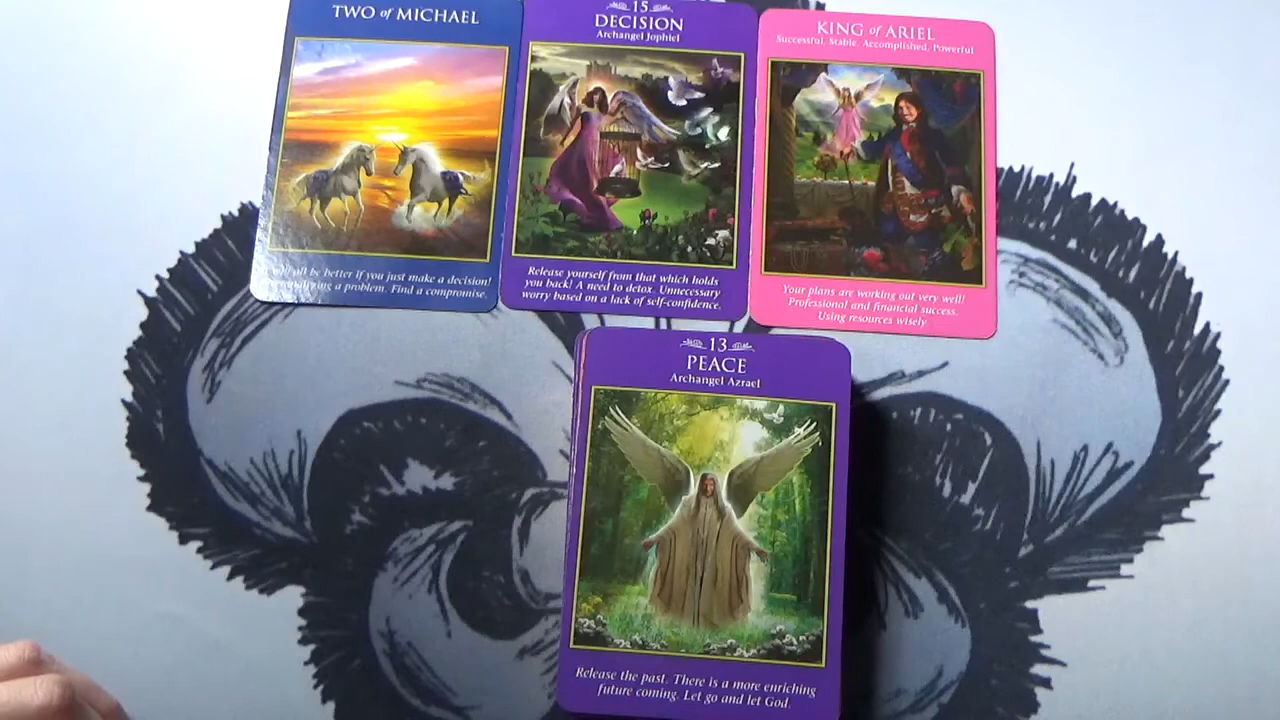 TWO of MICHAEL
all be better if you just make a decision!
a problem. Find a compromise.
15
DECISION
Archangel Jophiel
Release yourself from that which holds
you back! A need to detox. Unnecessary
worry based on a lack of self-confidence.
KING of ARIEL
Successful, Stable, Accomplished, Powerful
Your plans are working out very well!
Professional and financial success.
Using resources wisely
13
PEACE
Archangel Azrael
Release the past. There is a more enriching
future coming. Let go and let God.